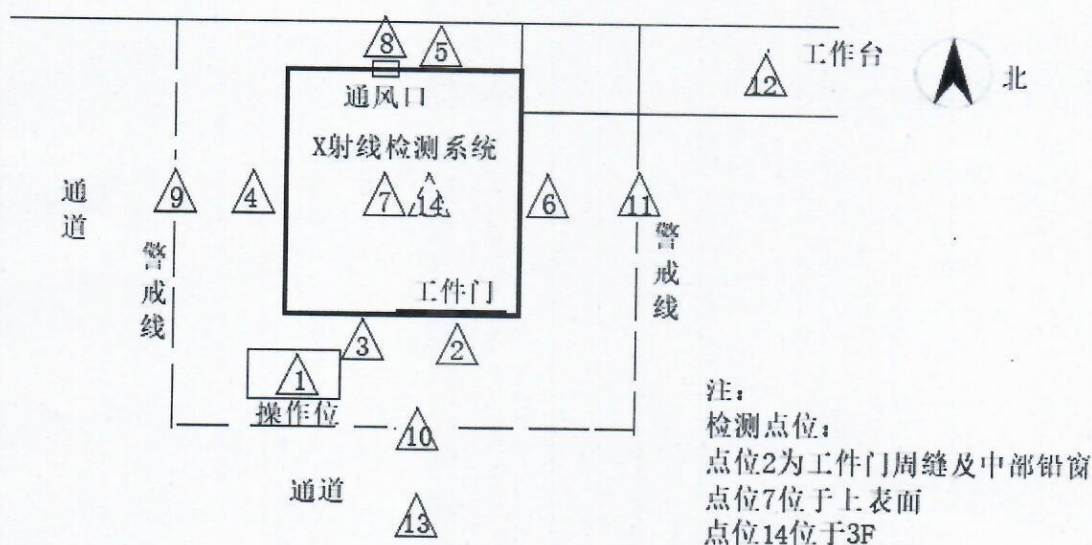 8
5
工作台
12
北
通风口
X射线检测系统
通道
9
4
7
14
6
11
警戒线
警戒线
工件门
3
2
1
操作位
10
通道
13
注：
检测点位：
点位2为工件门周缝及中部铅窗
点位7位于上表面
点位14位于3F